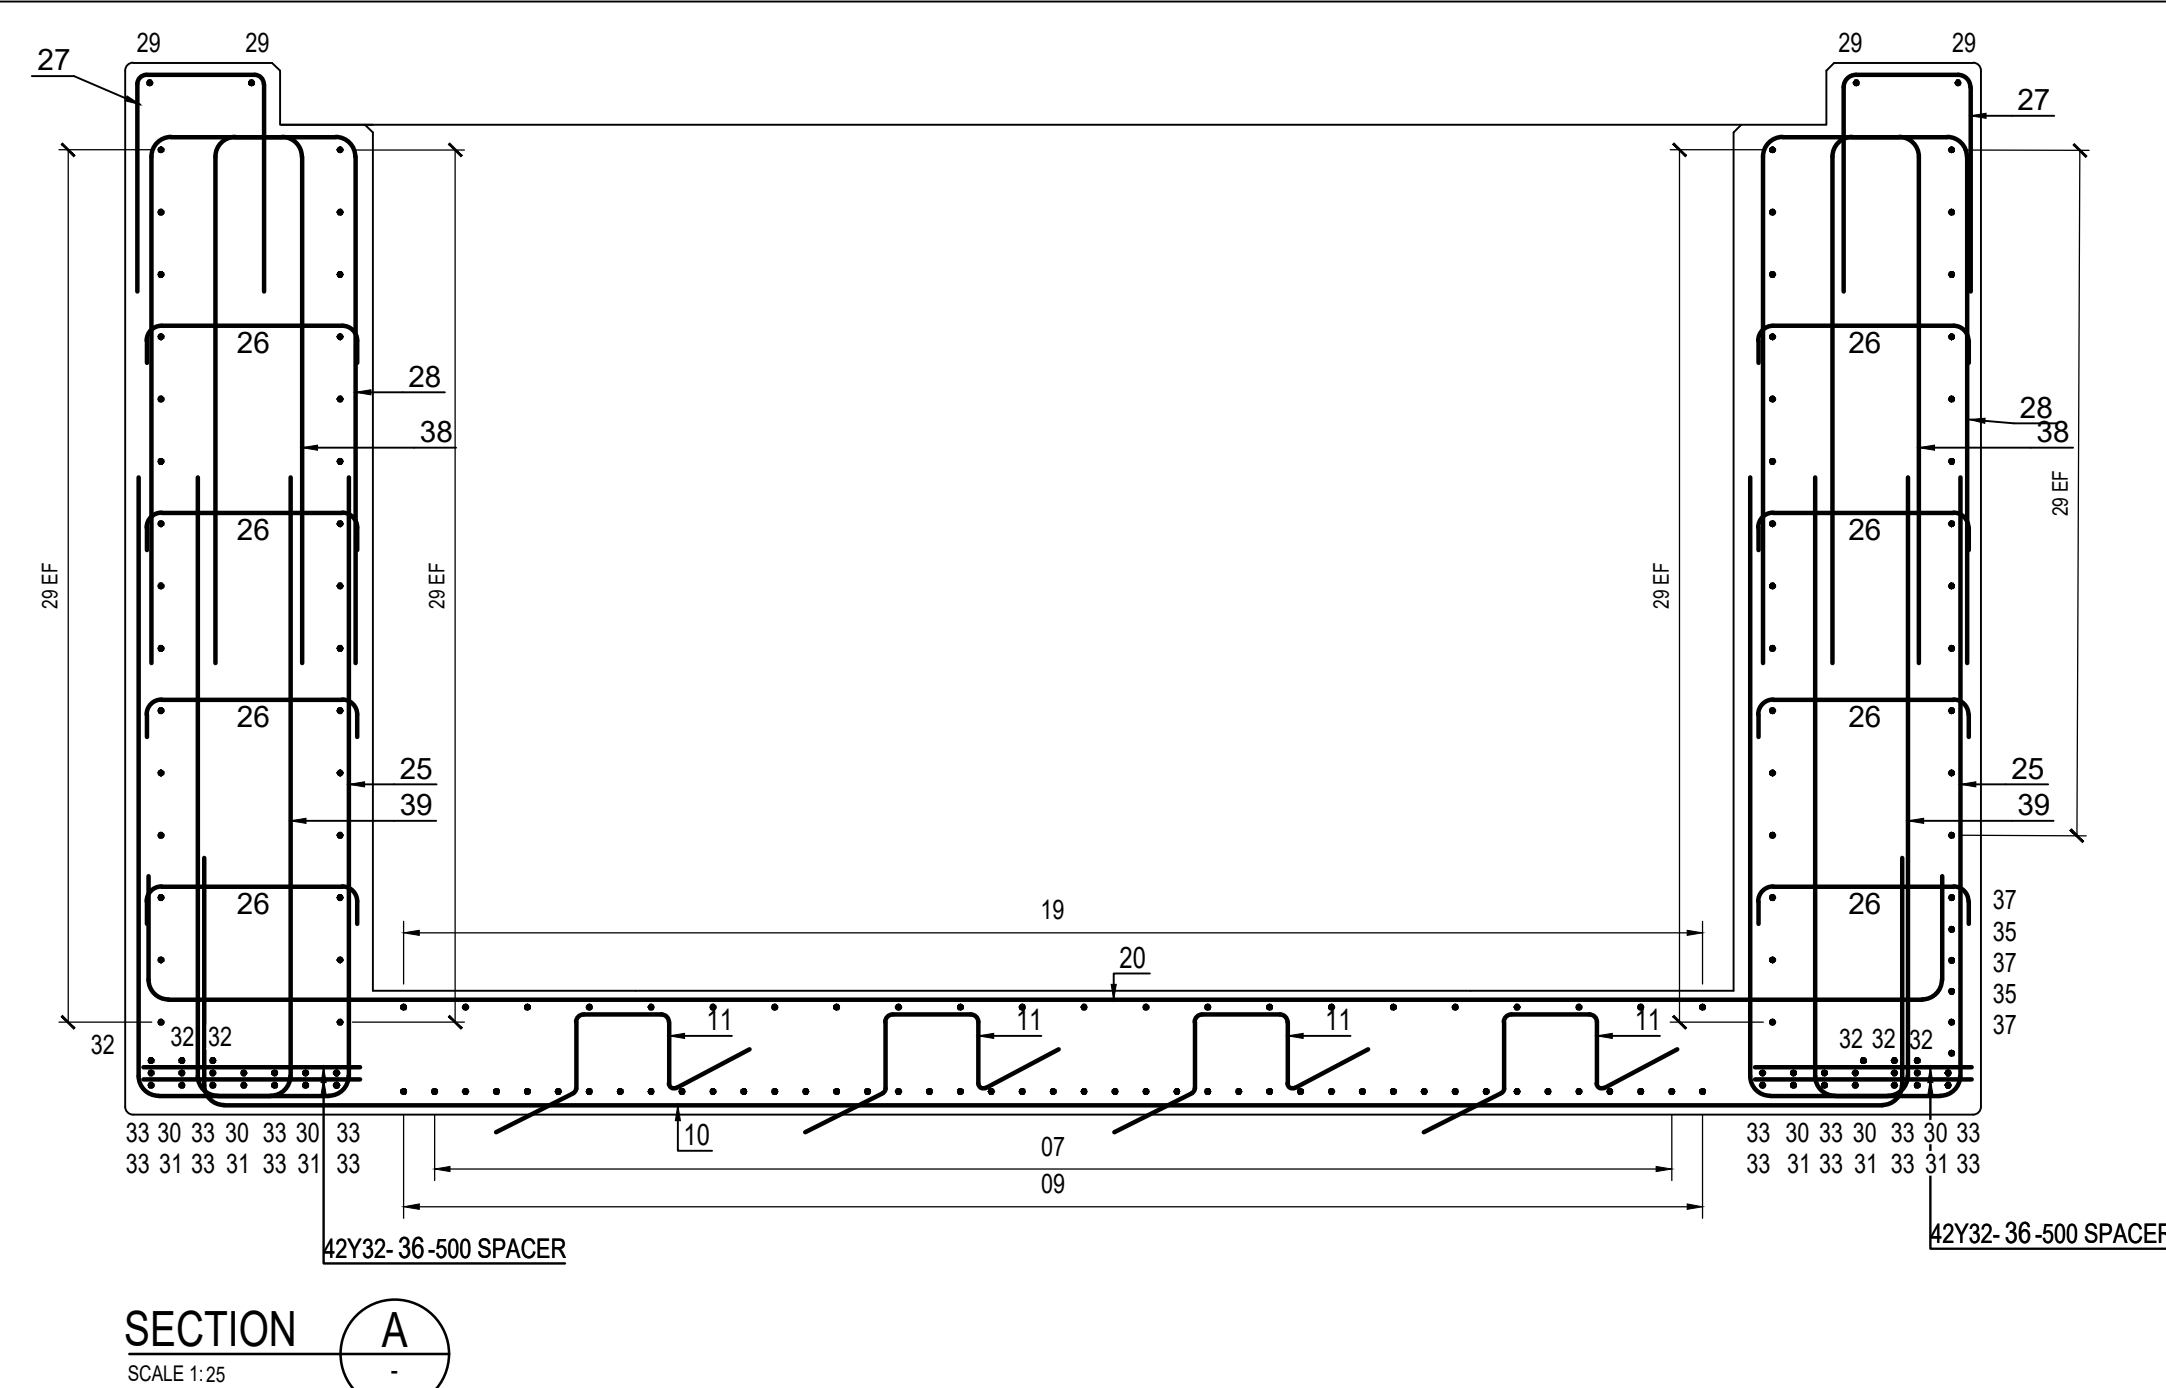 29 29 29 29
27
27
26 26
28
28
38 38
29 EF
26 26
29 EF 29 EF 29 EF
26 26
25 25
39 39
26 26
37
19
35
20
37
35
11 11 11 11
37
32 32 32
32 32 32
33 30 33 30 33 30 33
10
33 30 33 30 33 30 33
07
33 31 33 31 33 31 33
33 31 33 31 33 31 33
09
42Y32- 36 -500 SPACER
42Y32- 36 -500 SPACER
SECTION A
SCALE 1:25 -